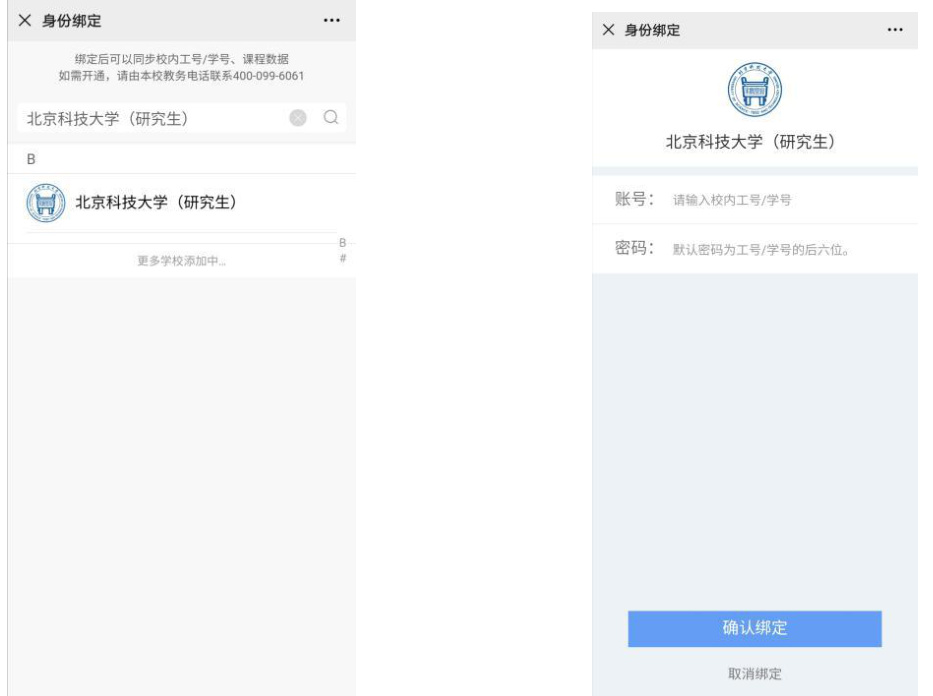 身份绑定
绑定后可以同步校内工号/学号、课程数据
如需开通，请由本校教务电话联系400-099-6061
北京科技大学（研究生）
B
北京科技大学（研究生）
B
#
更多学校添加中...
身份绑定
北京科技大学（研究生）
账号： 请输入校内工号/学号
密码： 默认密码为工号/学号的后六位。
确认绑定
取消绑定